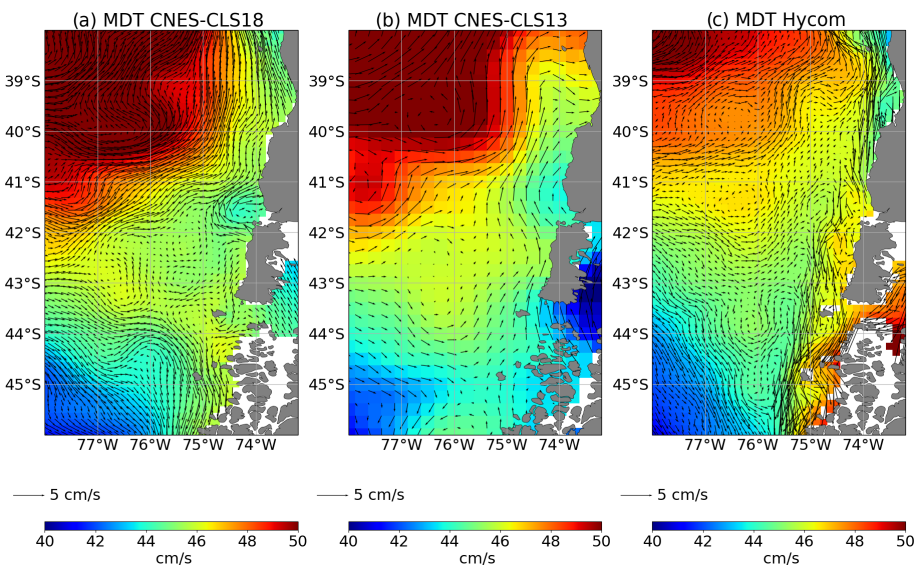 (a) MDT CNES-CLS18
(b) MDT CNES-CLS13
(c) MDT Hycom
39°S
40°S
41°S
42°S
43°S
44°S
45°S
77°W 76°W 75°W 74°W
39°S
40°S
41°S
42°S
43°S
44°S
45°S
77°W 76°W 75°W 74°W
39°S
40°S
41°S
42°S
43°S
44°S
45°S
77°W 76°W 75°W 74°W
5 cm/s
5 cm/s
5 cm/s
40 42 44 46 48 50
cm/s
40 42 44 46 48 50
cm/s
40 42 44 46 48 50
cm/s